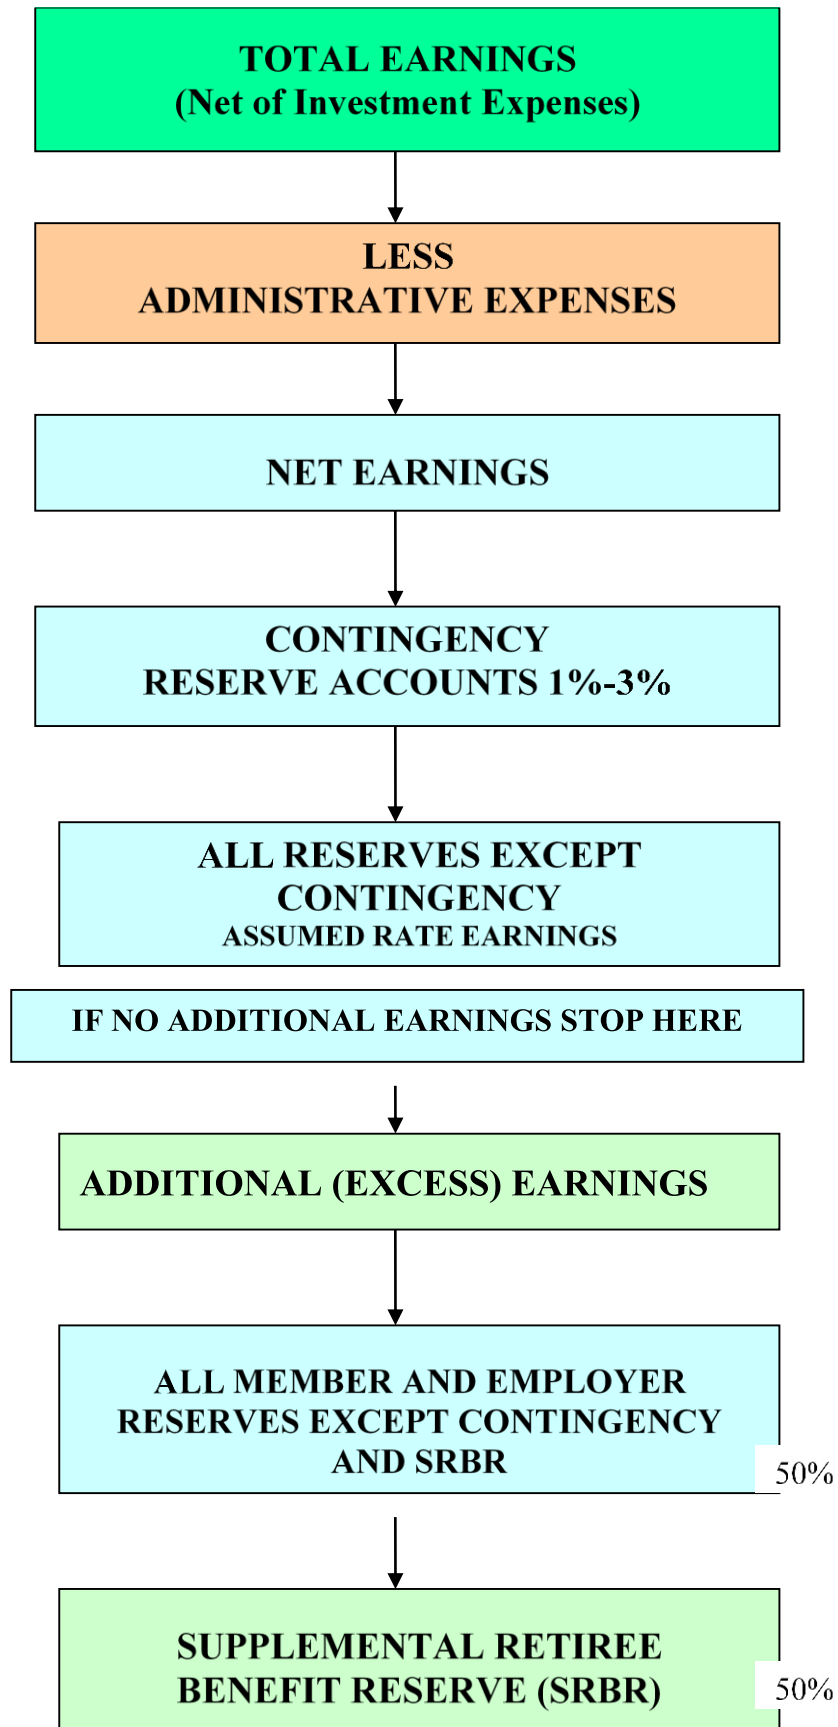 TOTAL EARNINGS
(Net of Investment Expenses)
LESS
ADMINISTRATIVE EXPENSES
NET EARNINGS
CONTINGENCY
RESERVE ACCOUNTS 1%-3%
ALL RESERVES EXCEPT
CONTINGENCY
ASSUMED RATE EARNINGS
IF NO ADDITIONAL EARNINGS STOP HERE
ADDITIONAL (EXCESS) EARNINGS
ALL MEMBER AND EMPLOYER
RESERVES EXCEPT CONTINGENCY
AND SRBR
50%
SUPPLEMENTAL RETIREE
BENEFIT RESERVE (SRBR)
50%